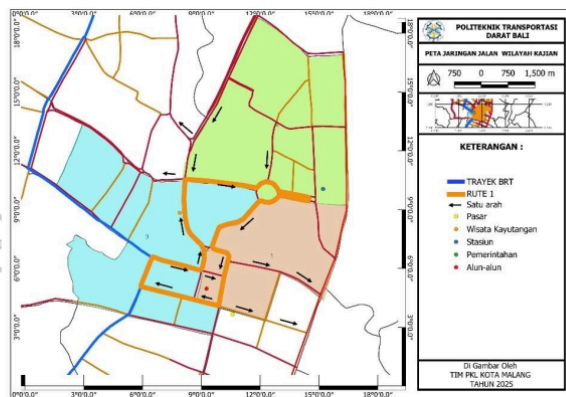 0°0'0.0" 3°0'0.0" 6°0'0.0" 9°0'0.0" 12°0'0.0" 15°0'0.0" 18°0'0.0"
18°0'0.0"
15°0'0.0"
12°0'0.0"
9°0'0.0"
6°0'0.0"
3°0'0.0"
POLITEKNIK TRANSPORTASI
DARAT BALI
PETA JARINGAN JALAN WILAYAH KAJIAN
750 0 750 1,500 m
KETERANGAN :
TRAYEK BRT
RUTE 1
Satu arah
Pasar
Wisata Kayutangan
Stasiun
Pemerintahan
Alun-alun
Di Gambar Oleh
TIM PKL KOTA MALANG
TAHUN 2025